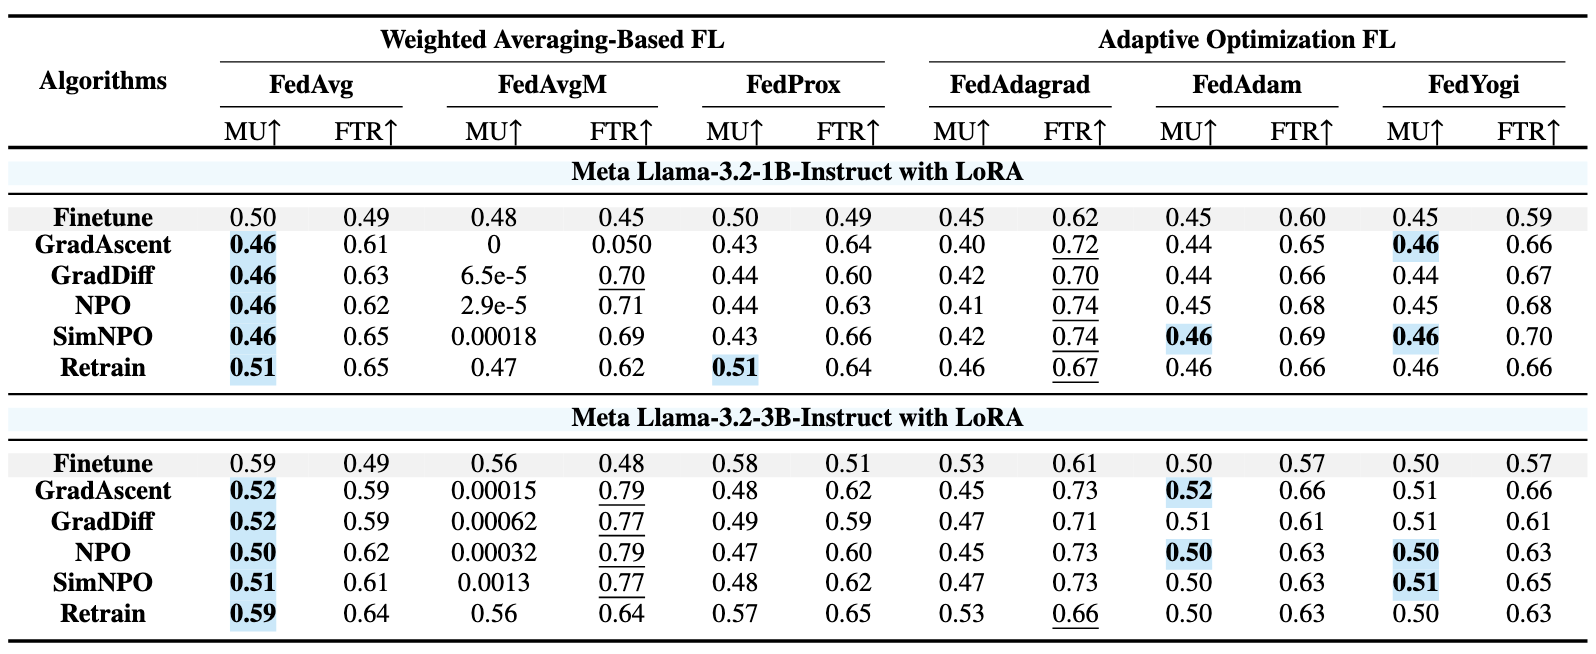 Weighted Averaging-Based FL Adaptive Optimization FL
Algorithms FedAvg FedAvgM FedProx FedAdagrad FedAdam FedYogi
MU↑ FTR↑ MU↑ FTR↑ MU↑ FTR↑ MU↑ FTR↑ MU↑ FTR↑ MU↑ FTR↑
Meta Llama-3.2-1B-Instruct with LoRA
Finetune 0.50 0.49 0.48 0.45 0.50 0.49 0.45 0.62 0.45 0.60 0.45 0.59
GradAscent 0.46 0.61 0 0.050 0.43 0.64 0.40 0.72 0.44 0.65 0.46 0.66
GradDiff 0.46 0.63 6.5e-5 0.70 0.44 0.60 0.42 0.70 0.44 0.66 0.44 0.67
NPO 0.46 0.62 2.9e-5 0.71 0.44 0.63 0.41 0.74 0.45 0.68 0.45 0.68
SimNPO 0.46 0.65 0.00018 0.69 0.43 0.66 0.42 0.74 0.46 0.69 0.46 0.70
Retrain 0.51 0.65 0.47 0.62 0.51 0.64 0.46 0.67 0.46 0.66 0.46 0.66
Meta Llama-3.2-3B-Instruct with LoRA
Finetune 0.59 0.49 0.56 0.48 0.58 0.51 0.53 0.61 0.50 0.57 0.50 0.57
GradAscent 0.52 0.59 0.00015 0.79 0.48 0.62 0.45 0.73 0.52 0.66 0.51 0.66
GradDiff 0.52 0.59 0.00062 0.77 0.49 0.59 0.47 0.71 0.51 0.61 0.51 0.61
NPO 0.50 0.62 0.00032 0.79 0.47 0.60 0.45 0.73 0.50 0.63 0.50 0.63
SimNPO 0.51 0.61 0.0013 0.77 0.48 0.62 0.47 0.73 0.50 0.63 0.51 0.65
Retrain 0.59 0.64 0.56 0.64 0.57 0.65 0.53 0.66 0.50 0.63 0.50 0.63